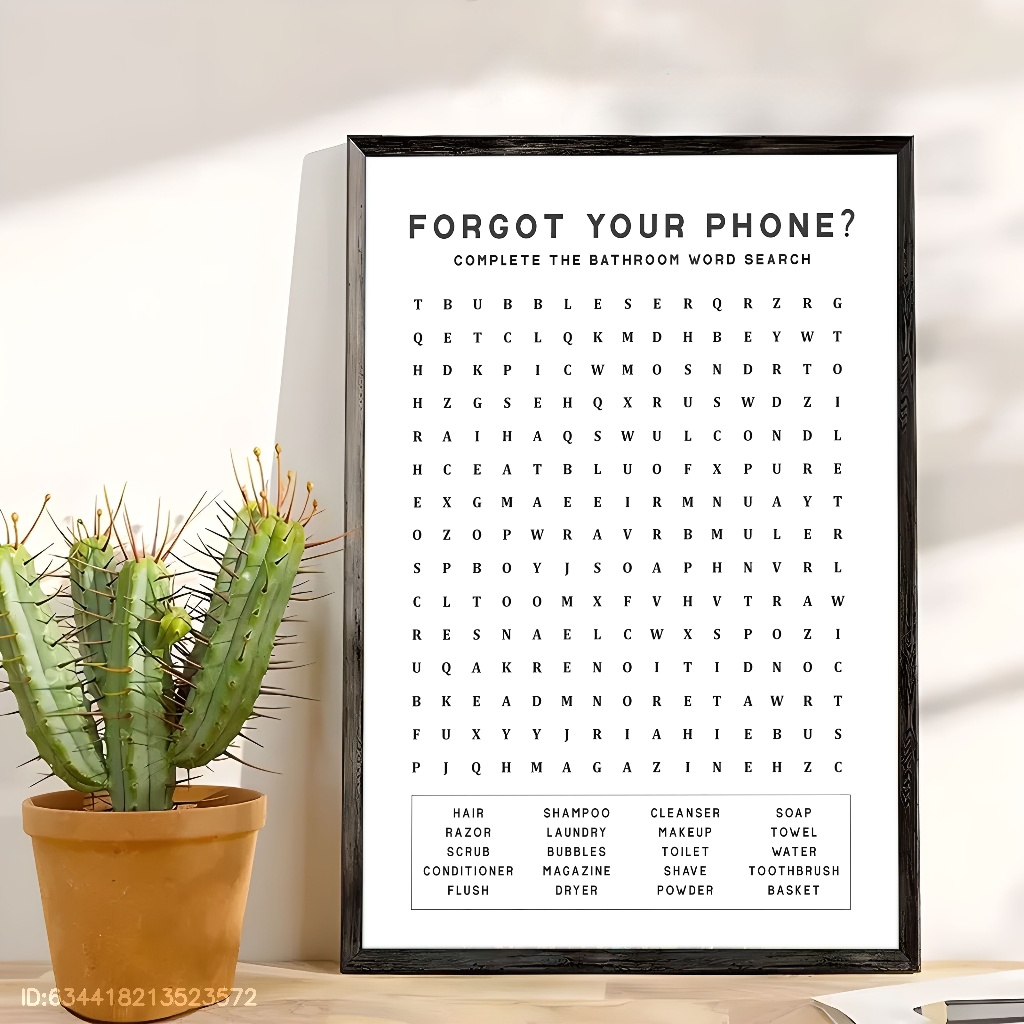 FORGOT YOUR PHONE?
COMPLETE THE BATHROOM WORD SEARCH
T B U B B L E S E R Q R Z R G
Q E T C L Q K M D H B E Y W T
H D K P I C W M O S N D R T O
H Z G S E H Q X R U S W D Z I
R A I H A Q S W U L C O N D L
H C E A T B L U O F X P U R E
E X G M A E E I R M N U A Y T
O Z O P W R A V R B M U L E R
S P B O Y J S O A P H N V R L
C L T O O M X F V H V T R A W
R E S N A E L C W X S P O Z I
U Q A K R E N O I T I D N O C
B K E A D M N O R E T A W R T
F U X Y Y J R I A H I E B U S
P J Q H M A G A Z I N E H Z C
HAIR SHAMPOO CLEANSER SOAP
RAZOR LAUNDRY MAKEUP TOWEL
SCRUB BUBBLES TOILET WATER
CONDITIONER MAGAZINE SHAVE TOOTHBRUSH
FLUSH DRYER POWDER BASKET
ID:634418213523572